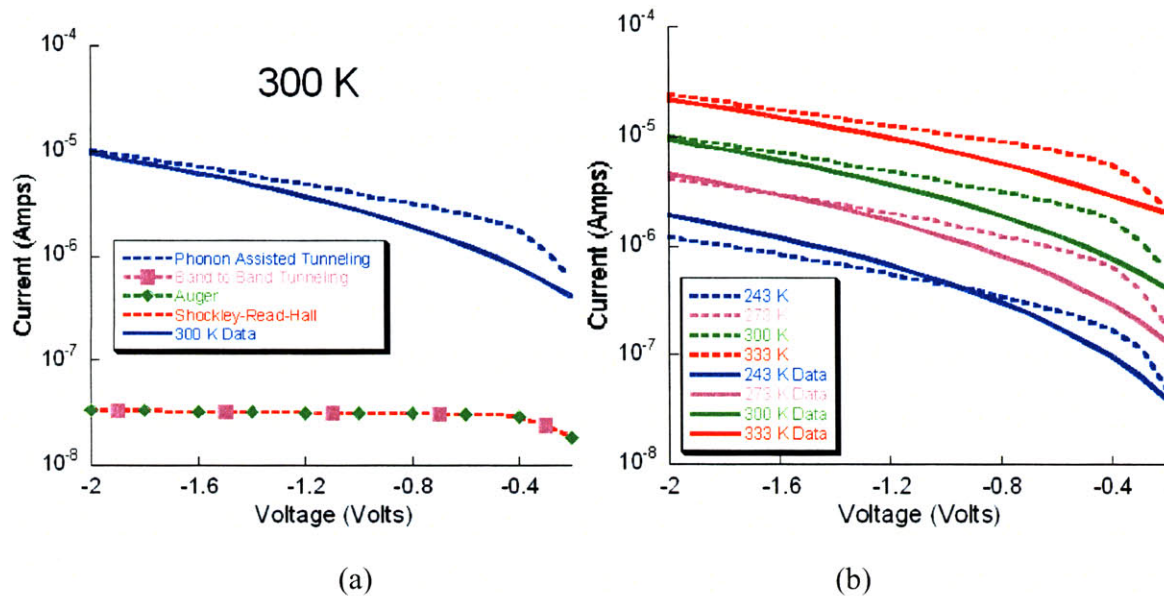 300 K
Current (Amps)
10-4
10-5
10-6
10-7
10-8
Phonon Assisted Tunneling
Band to Band Tunneling
Auger
Shockley-Read-Hall
300 K Data
-2
-1.6
-1.2
-0.8
-0.4
Voltage (Volts)
(a)
Current (Amps)
10-4
10-5
10-6
10-7
10-8
243 K
273 K
300 K
333 K
243 K Data
273 K Data
300 K Data
333 K Data
-2
-1.6
-1.2
-0.8
-0.4
Voltage (Volts)
(b)